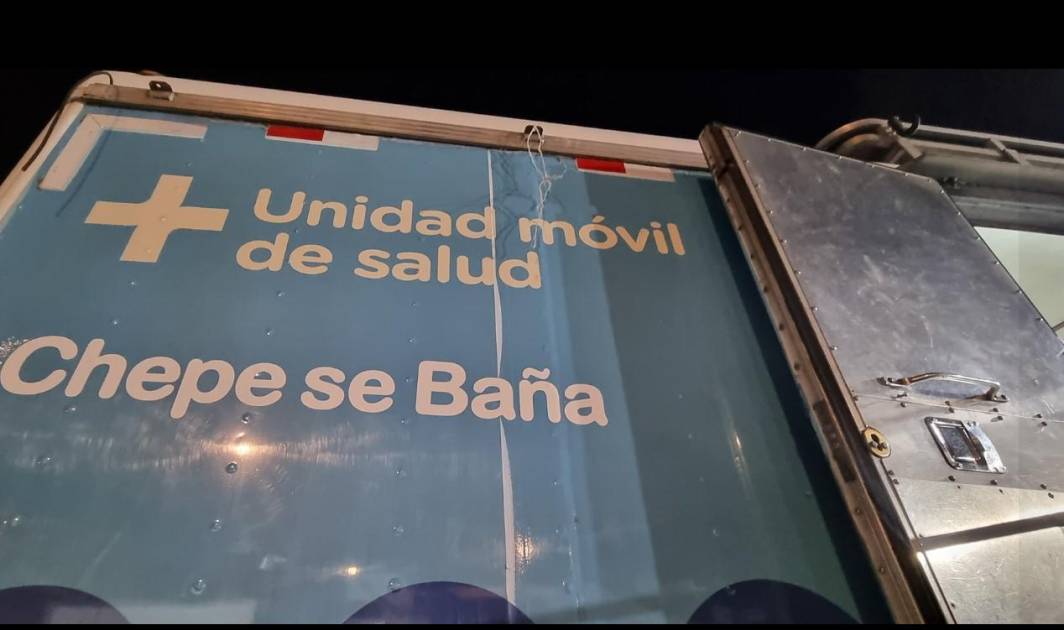 Unidad móvil
de salud
Chepe se Baña